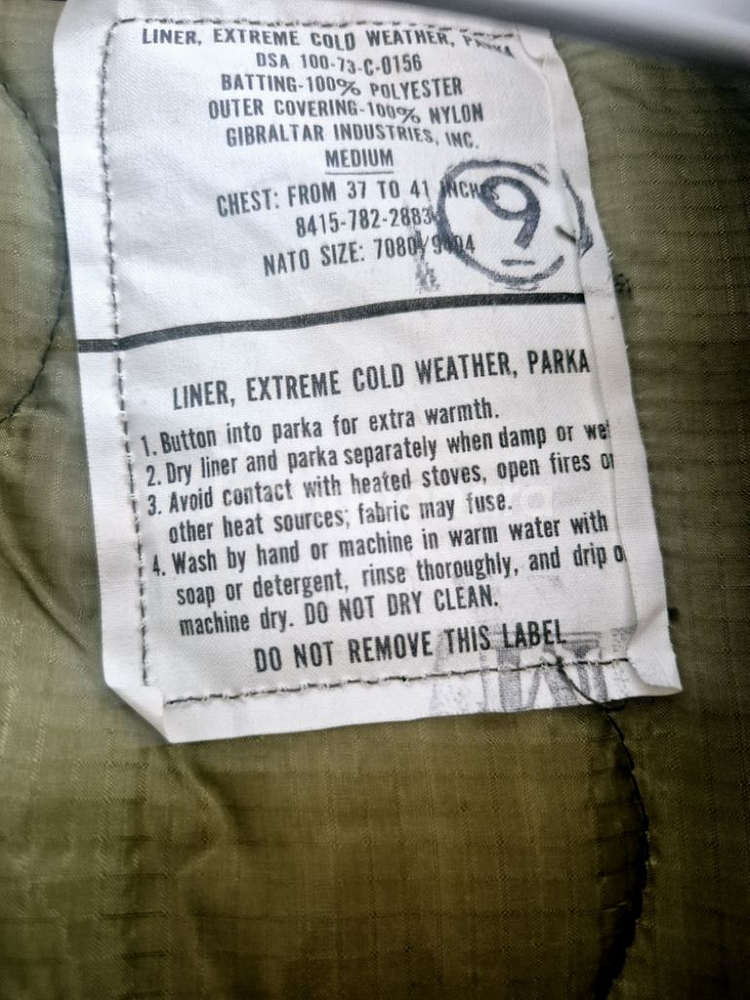 LINER, EXTREME COLD WEATHER, PARKA
DSA 100-73-C-0156
BATTING-100% POLYESTER
OUTER COVERING-100% NYLON
GIBRALTAR INDUSTRIES, INC.
MEDIUM
CHEST: FROM 37 TO 41 INCHES
8415-782-2883
NATO SIZE: 7080/9404
9
LINER, EXTREME COLD WEATHER, PARKA
1. Button into parka for extra warmth.
2. Dry liner and parka separately when damp or wet
3. Avoid contact with heated stoves, open fires or
other heat sources; fabric may fuse.
4. Wash by hand or machine in warm water with
soap or detergent, rinse thoroughly, and drip o
machine dry. DO NOT DRY CLEAN.
DO NOT REMOVE THIS LABEL
M